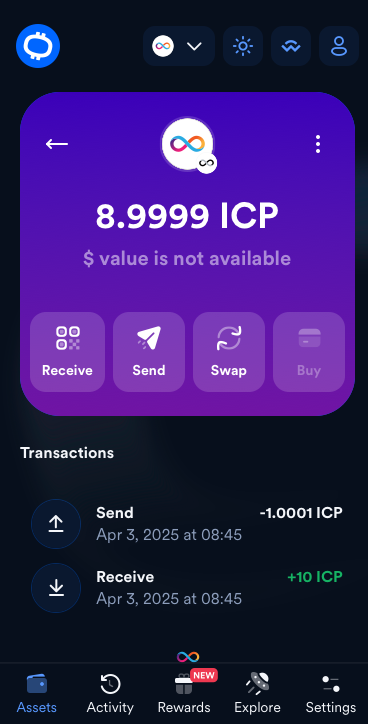 8.9999 ICP
$ value is not available
Receive Send Swap Buy
Transactions
Send -1.0001 ICP
Apr 3, 2025 at 08:45
Receive +10 ICP
Apr 3, 2025 at 08:45
NEW
Assets Activity Rewards Explore Settings